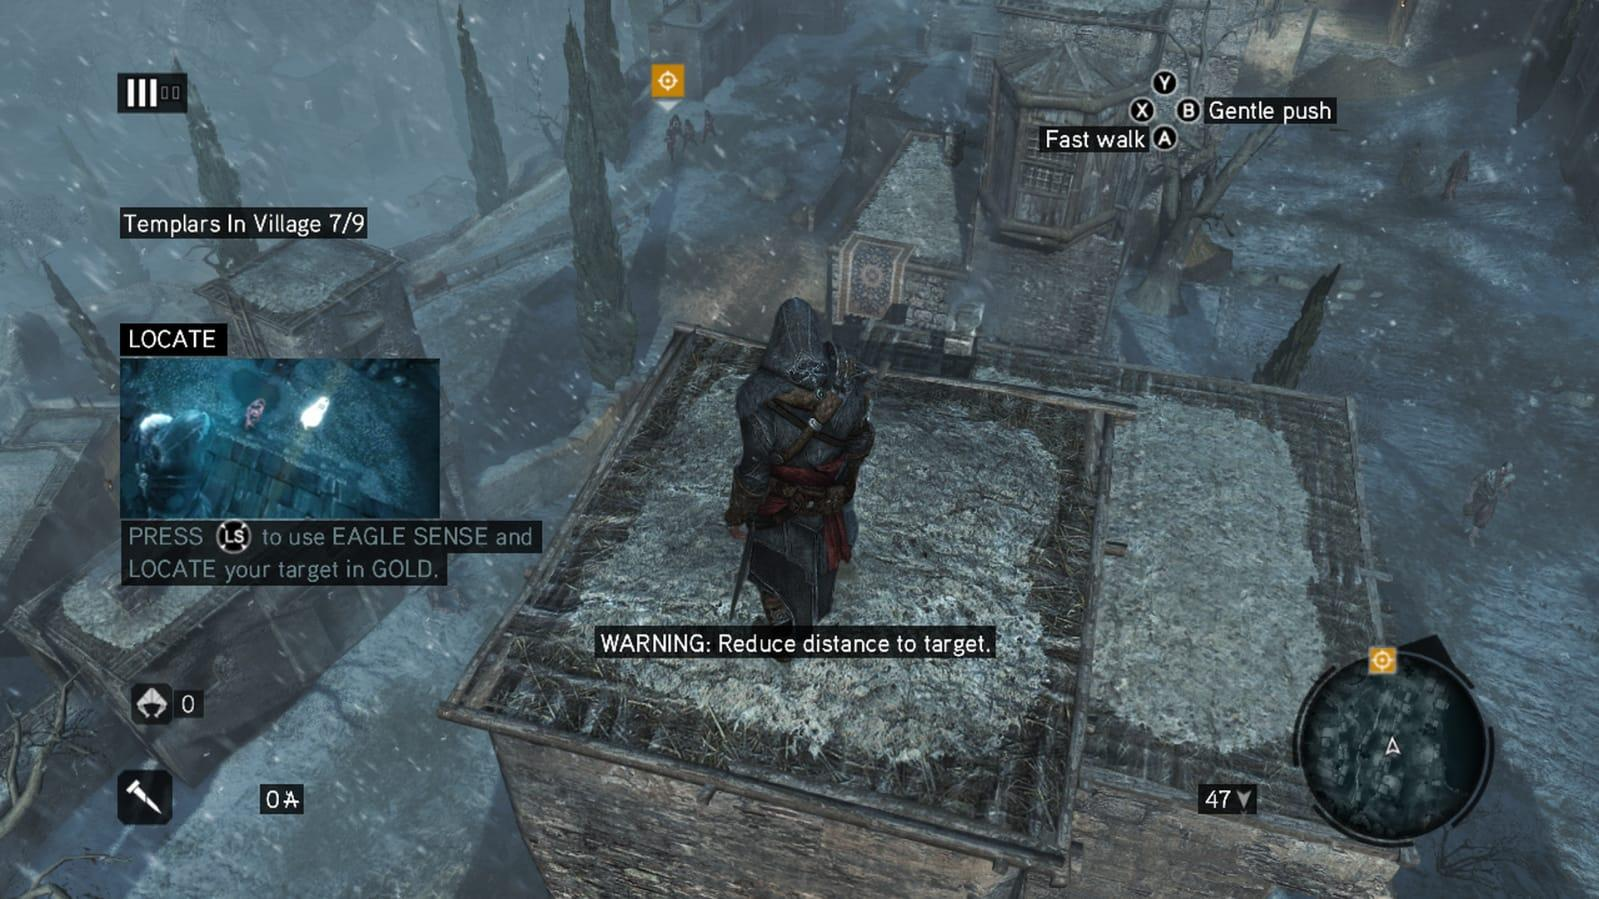 Y
X B Gentle push
Fast walk A
Templars In Village 7/9
LOCATE
PRESS LS to use EAGLE SENSE and
LOCATE your target in GOLD.
WARNING: Reduce distance to target.
0
0
47